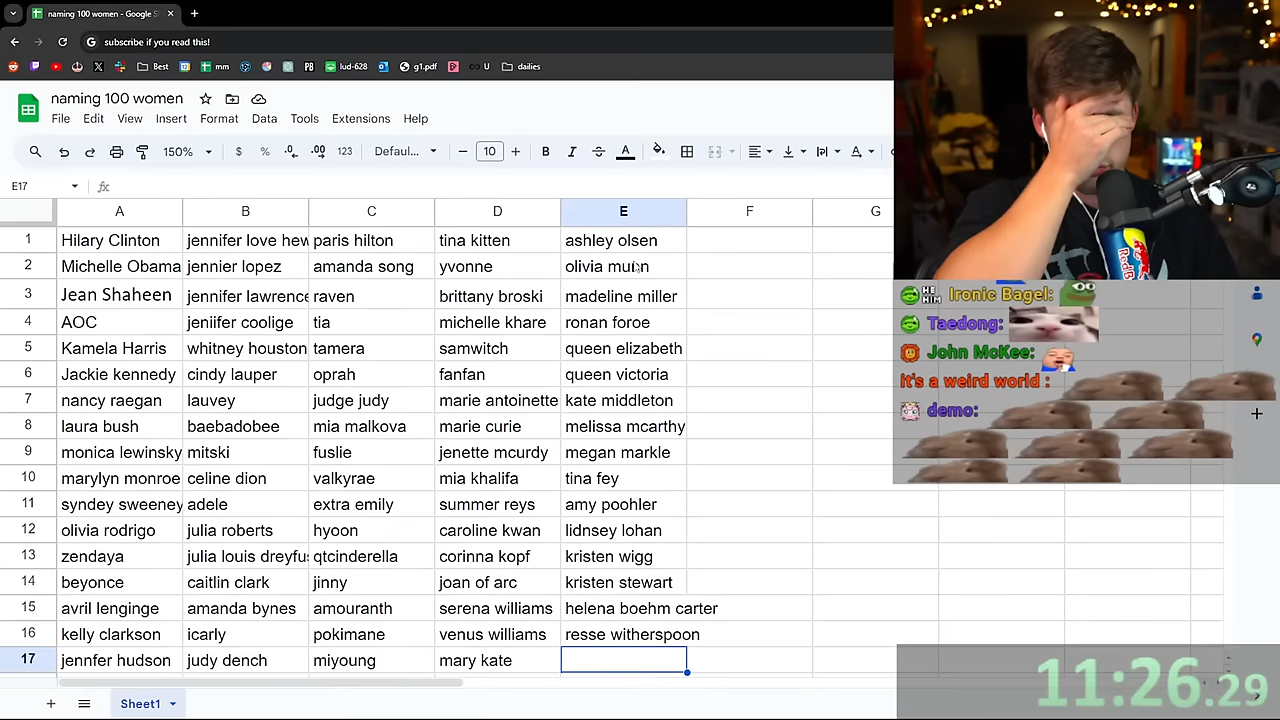 naming 100 women - Google S
subscribe if you read this!
Best mm lud-628 g1.pdf U dailies
naming 100 women
File Edit View Insert Format Data Tools Extensions Help
150% $ % .0 .00 123 Defaul... 10 B I A
E17 fx
A B C D E F G
1 Hilary Clinton jennifer love hew paris hilton tina kitten ashley olsen
2 Michelle Obama jennier lopez amanda song yvonne olivia munn
3 Jean Shaheen jennifer lawrence raven brittany broski madeline miller
4 AOC jeniifer coolige tia michelle khare ronan foroe
5 Kamela Harris whitney houston tamera samwitch queen elizabeth
6 Jackie kennedy cindy lauper oprah fanfan queen victoria
7 nancy raegan lauvey judge judy marie antoinette kate middleton
8 laura bush baebadobee mia malkova marie curie melissa mcarthy
9 monica lewinsky mitski fuslie jenette mcurdy megan markle
10 marylyn monroe celine dion valkyrae mia khalifa tina fey
11 syndey sweeney adele extra emily summer reys amy poohler
12 olivia rodrigo julia roberts hyoon caroline kwan lidnsey lohan
13 zendaya julia louis dreyfus qtcinderella corinna kopf kristen wigg
14 beyonce caitlin clark jinny joan of arc kristen stewart
15 avril lenginge amanda bynes amouranth serena williams helena boehm carter
16 kelly clarkson icarly pokimane venus williams resse witherspoon
17 jennfer hudson judy dench miyoung mary kate
HE HIM Ironic Bagel:
Taedong:
John McKee:
It's a weird world :
demo:
11:26.29
Sheet1